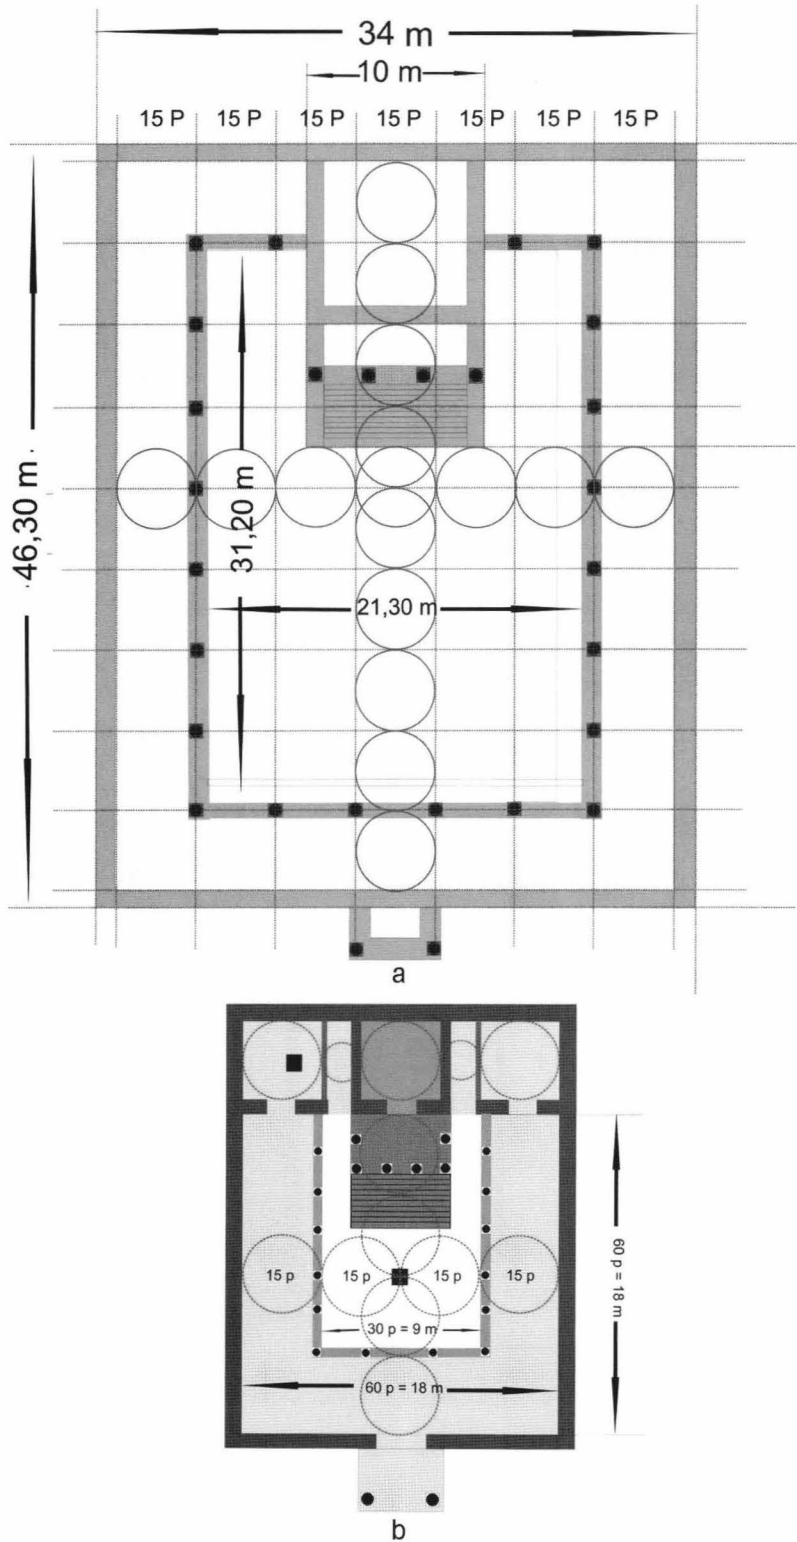 34 m
10 m
15 P 15 P 15 P 15 P 15 P 15 P 15 P
46,30 m.
31,20 m
21,30 m
a
15 p 15 p 15 p 15 p
30 p = 9 m
60 p = 18 m
60 p = 18 m
b